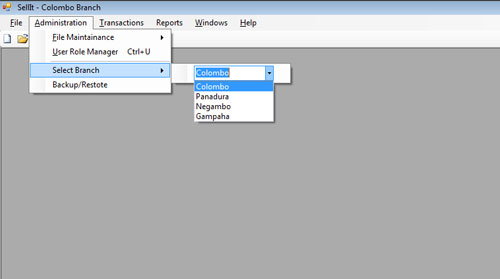 SellIt - Colombo Branch
File Administration Transactions Reports Windows Help
File Maintainance
User Role Manager Ctrl+U
Select Branch
Colombo
Colombo
Panadura
Negambo
Gampaha
Backup/Restote